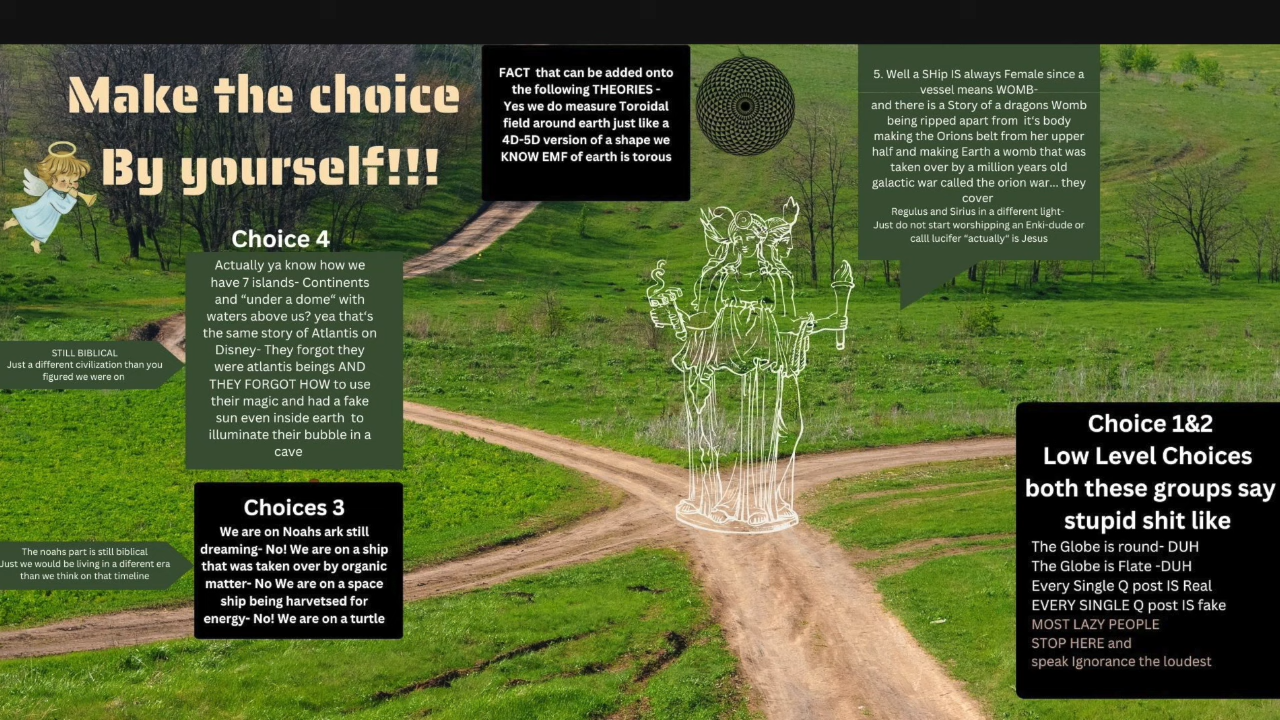 Make the choice
By yourself!!!
FACT that can be added onto
the following THEORIES -
Yes we do measure Toroidal
field around earth just like a
4D-5D version of a shape we
KNOW EMF of earth is torous
5. Well a SHip IS always Female since a
vessel means WOMB-
and there is a Story of a dragons Womb
being ripped apart from it's body
making the Orions belt from her upper
half and making Earth a womb that was
taken over by a million years old
galactic war called the orion war... they
cover
Regulus and Sirius in a different light-
Just do not start worshipping an Enki-dude or
calll lucifer "actually" is Jesus
Choice 4
Actually ya know how we
have 7 islands- Continents
and "under a dome" with
waters above us? yea that's
the same story of Atlantis on
Disney- They forgot they
were atlantis beings AND
THEY FORGOT HOW to use
their magic and had a fake
sun even inside earth to
illuminate their bubble in a
cave
STILL BIBLICAL
Just a different civilization than you
figured we were on
Choices 3
We are on Noahs ark still
dreaming- No! We are on a ship
that was taken over by organic
matter- No We are on a space
ship being harvetsed for
energy- No! We are on a turtle
The noahs part is still biblical
Just we would be living in a diferent era
than we think on that timeline
Choice 1&2
Low Level Choices
both these groups say
stupid shit like
The Globe is round- DUH
The Globe is Flate -DUH
Every Single Q post IS Real
EVERY SINGLE Q post IS fake
MOST LAZY PEOPLE
STOP HERE and
speak Ignorance the loudest